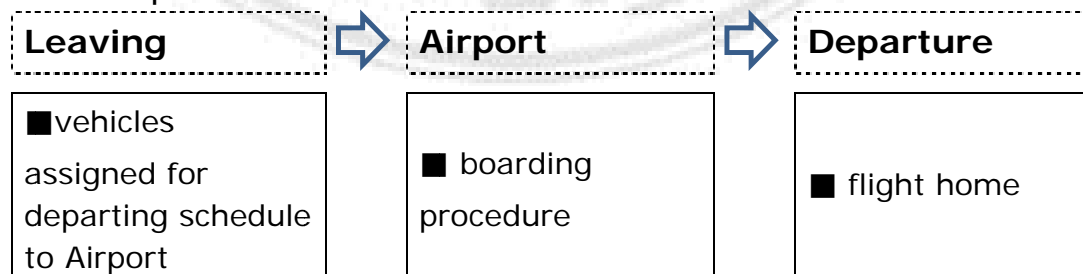 Leaving
Airport
Departure
■vehicles
assigned for
departing schedule
to Airport
■ boarding
procedure
■ flight home